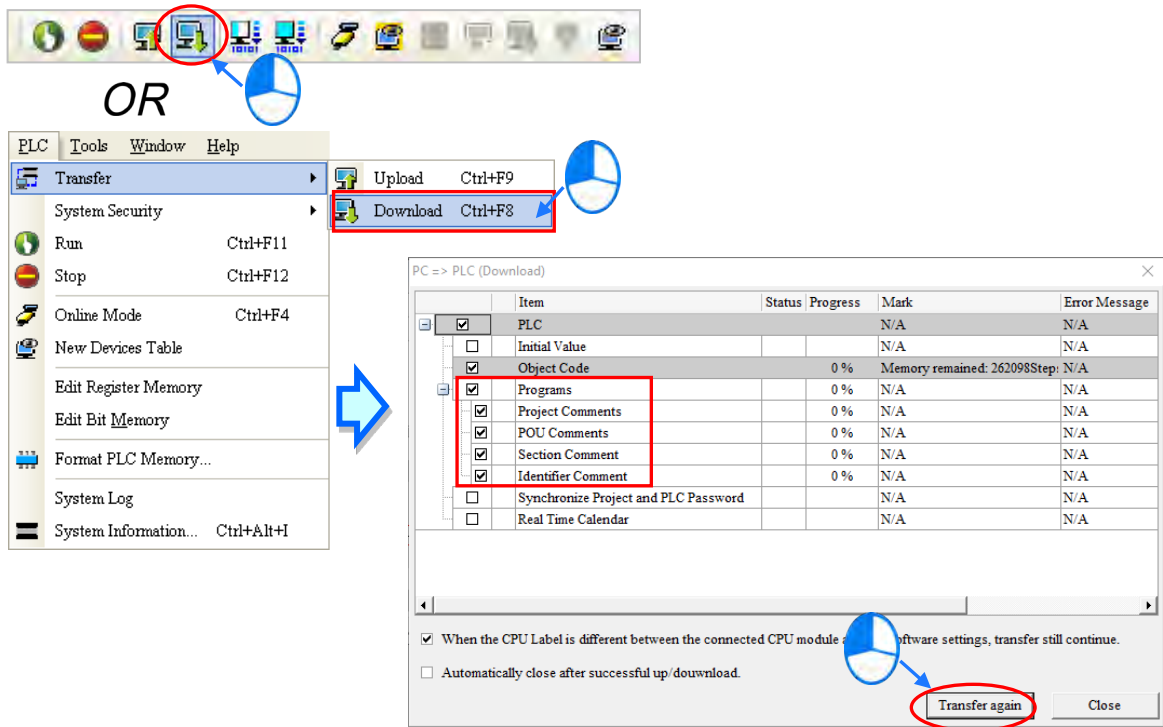 OR
PLC Tools Window Help
Transfer
System Security
Run Ctrl+F11
Stop Ctrl+F12
Online Mode Ctrl+F4
New Devices Table
Edit Register Memory
Edit Bit Memory
Format PLC Memory...
System Log
System Information... Ctrl+Alt+I
Upload Ctrl+F9
Download Ctrl+F8
PC => PLC (Download)
Item Status Progress Mark Error Message
PLC N/A N/A
Initial Value N/A N/A
Object Code 0 % Memory remained: 262098Step: N/A
Programs 0 % N/A N/A
Project Comments 0 % N/A N/A
POU Comments 0 % N/A N/A
Section Comment 0 % N/A N/A
Identifier Comment 0 % N/A N/A
Synchronize Project and PLC Password N/A N/A
Real Time Calendar N/A N/A
When the CPU Label is different between the connected CPU module oftware settings, transfer still continue.
Automatically close after successful up/douwnload.
Transfer again Close